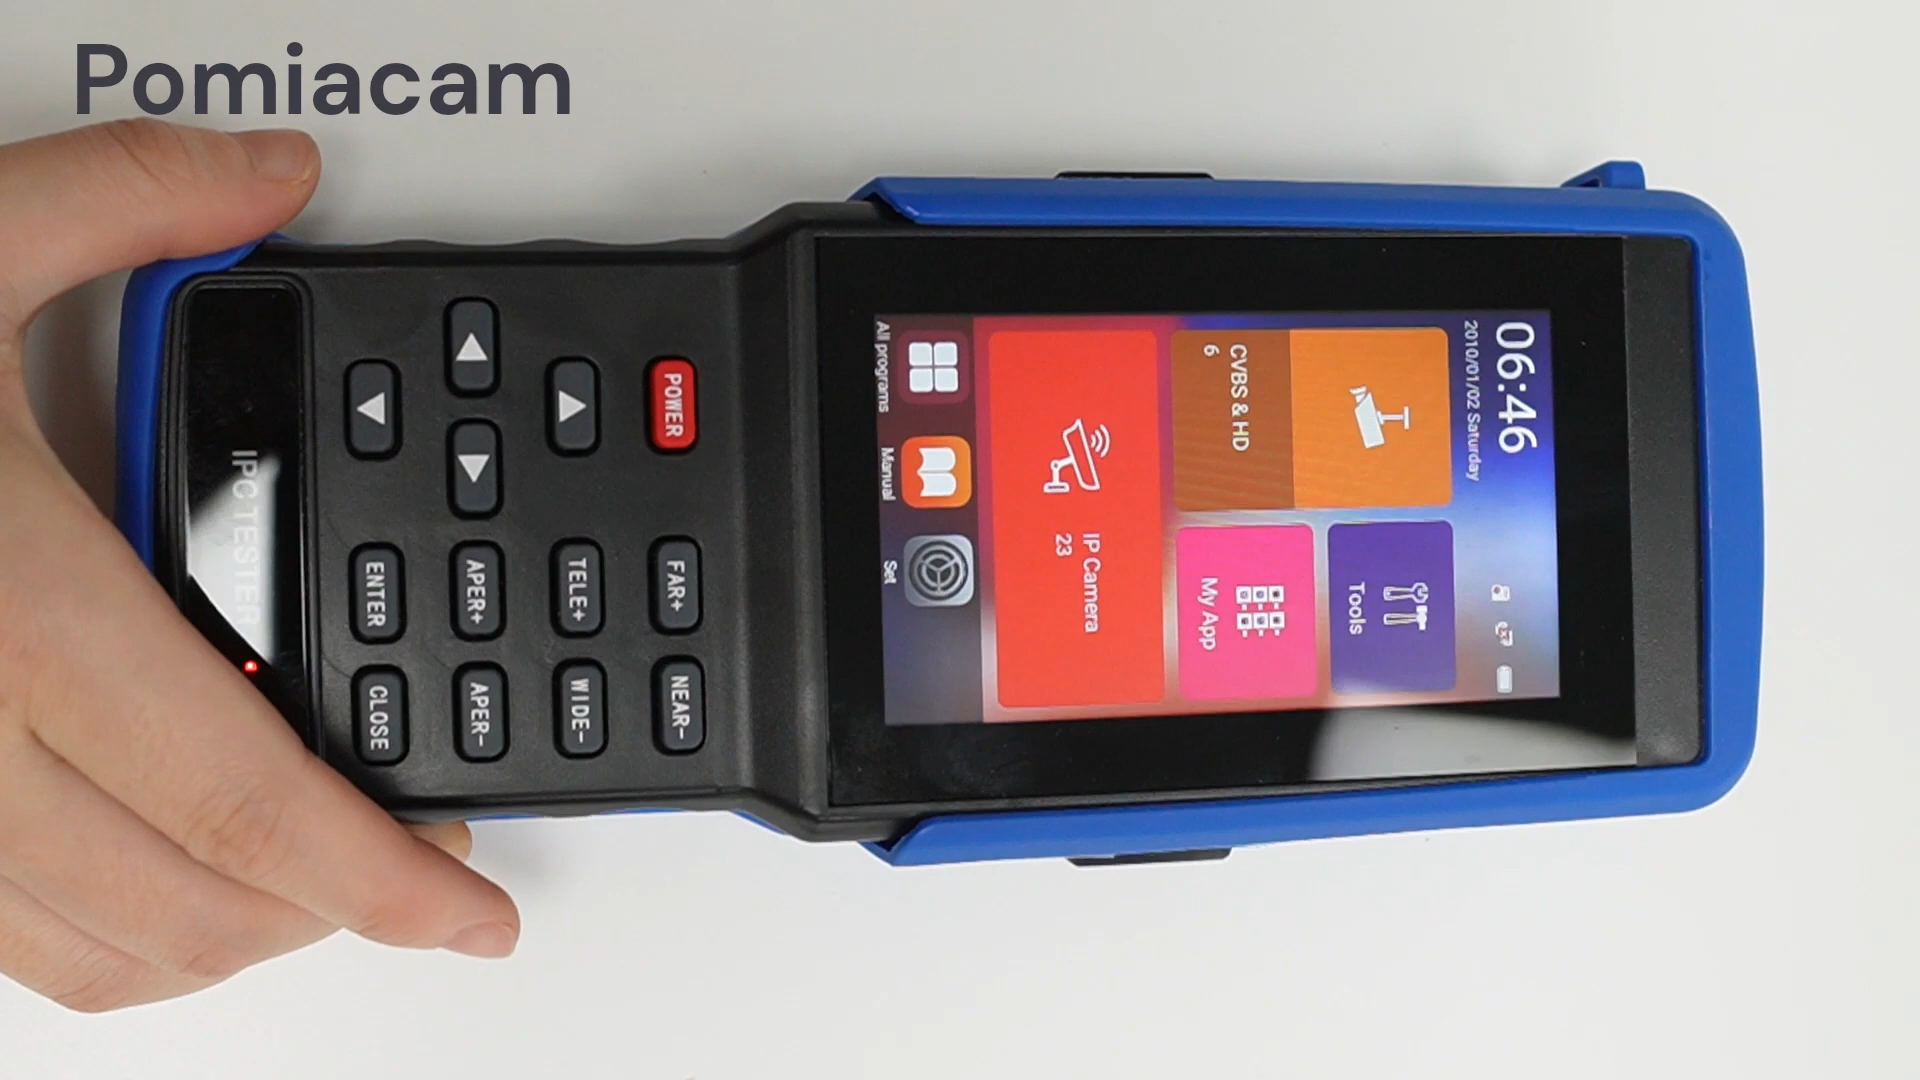 Pomiacam
06:46
2010/01/02 Saturday
CVBS & HD
6
Tools
My App
IP Camera
23
All programs
Manual
Set
POWER
FAR+
NEAR-
TELE+
WIDE-
APER+
APER-
ENTER
CLOSE
IPC TESTER